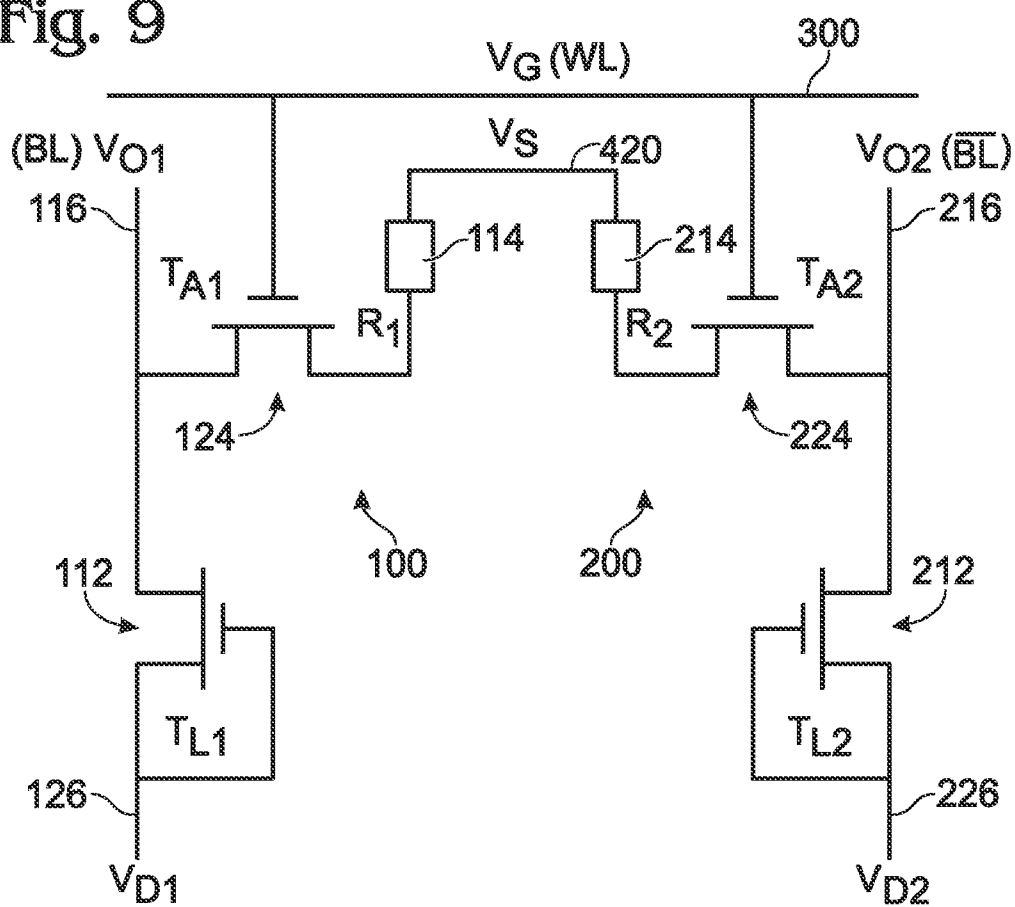 Fig. 9
300
VG (WL)
VS
420
(BL) VO1
VO2 (B̅L̅)
116
216
114
214
TA1
TA2
R1
R2
124
224
100
200
112
212
TL1
TL2
126
226
VD1
VD2